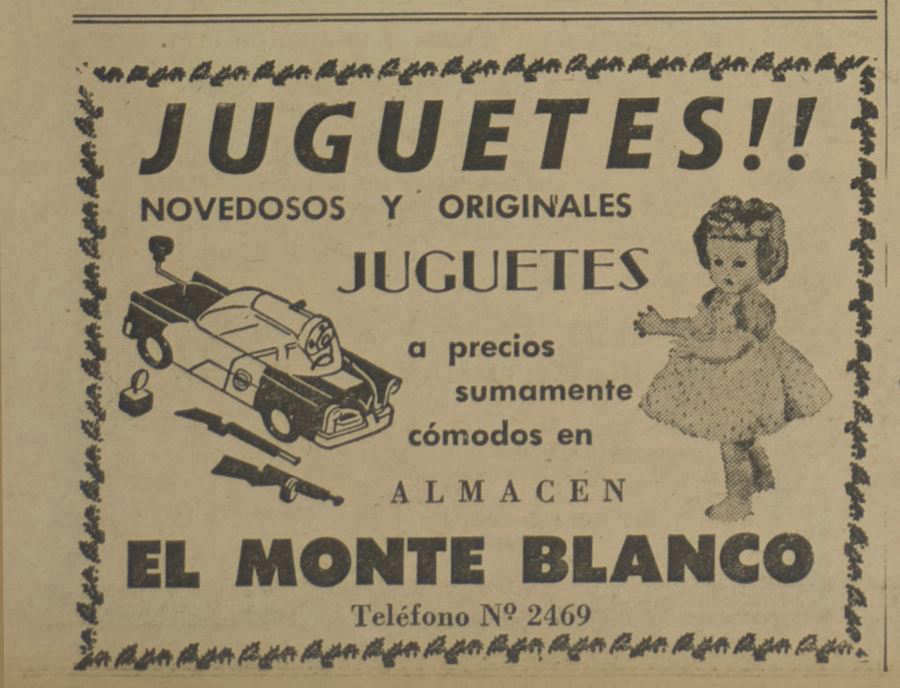 JUGUETES!!
NOVEDOSOS Y ORIGINALES
JUGUETES
a precios
sumamente
cómodos en
ALMACEN
EL MONTE BLANCO
Teléfono Nº 2469